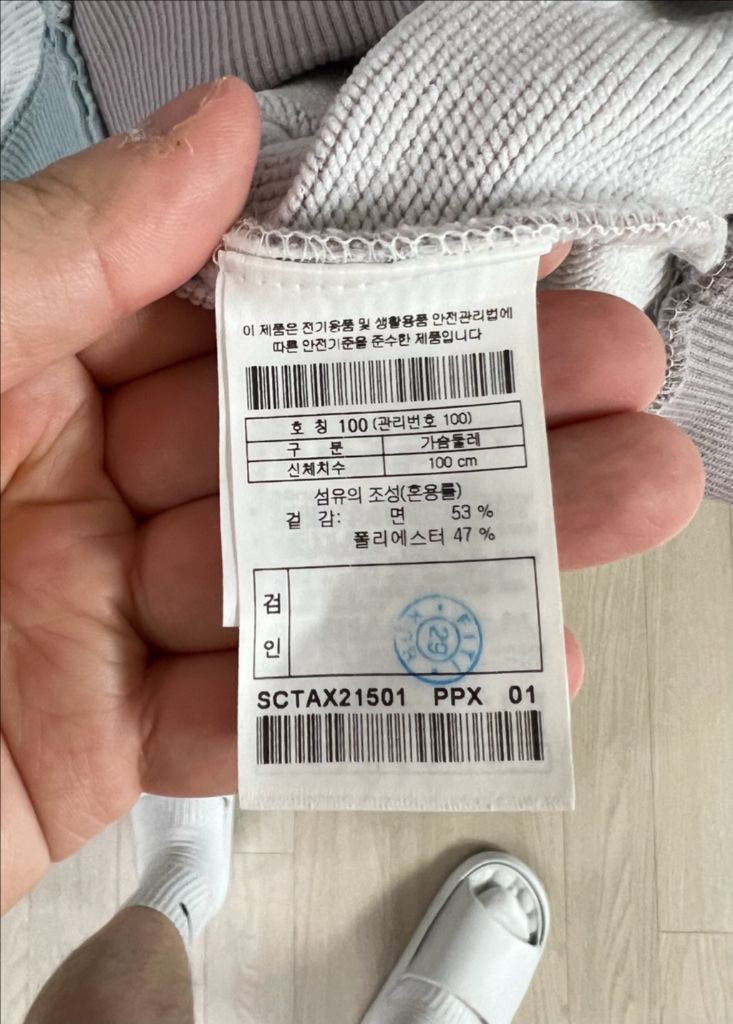 이 제품은 전기용품 및 생활용품 안전관리법에
따른 안전기준을 준수한 제품입니다
호 칭 100 (관리번호 100)
구 분 가슴둘레
신체치수 100 cm
섬유의 조성(혼용률)
겉 감: 면 53 %
폴리에스터 47 %
검
인
29
SCTAX21501 PPX 01